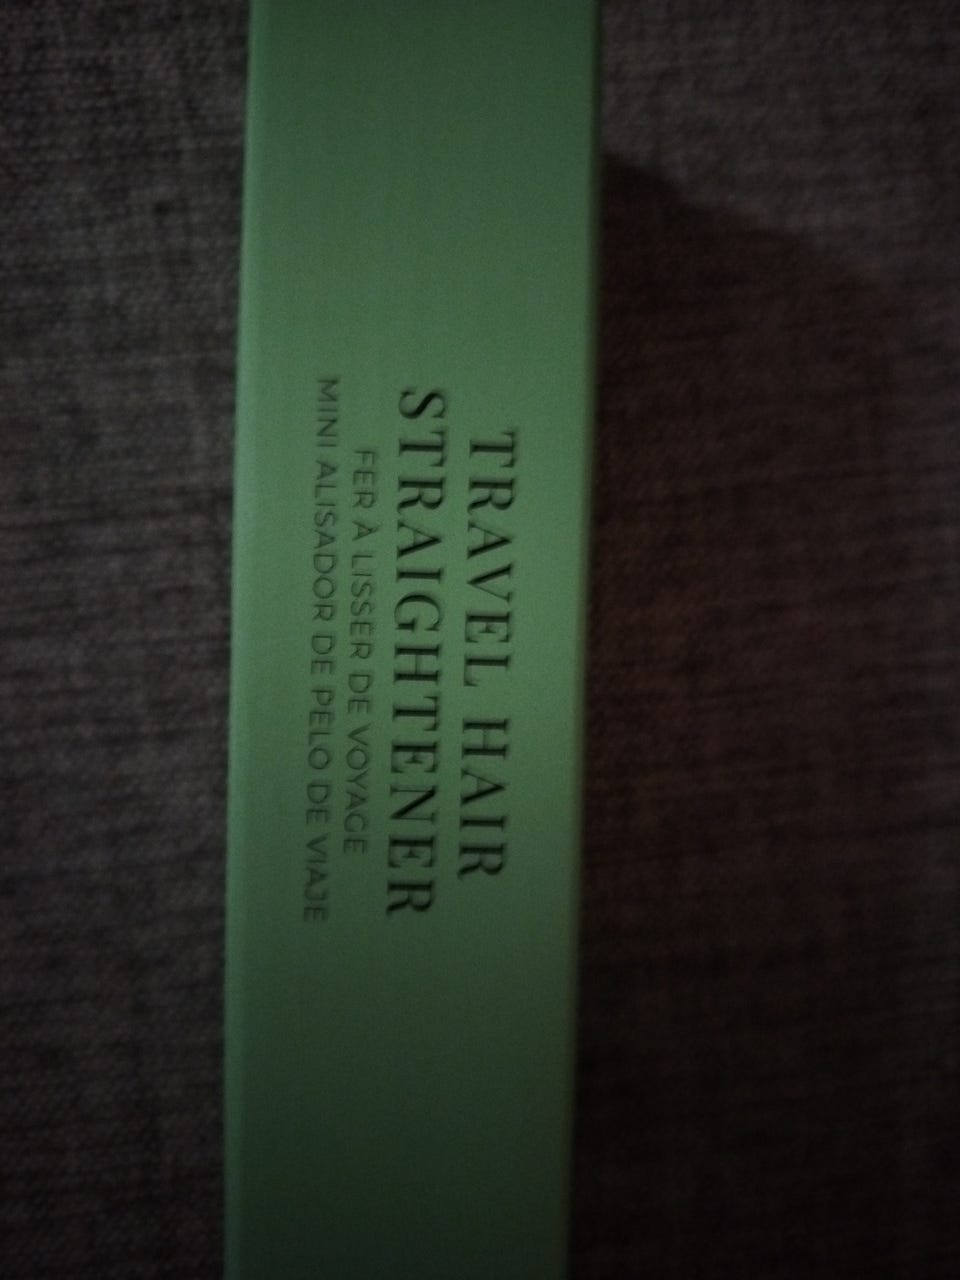 TRAVEL HAIR
STRAIGHTENER
FER À LISSER DE VOYAGE
MINI ALISADOR DE PELO DE VIAJE